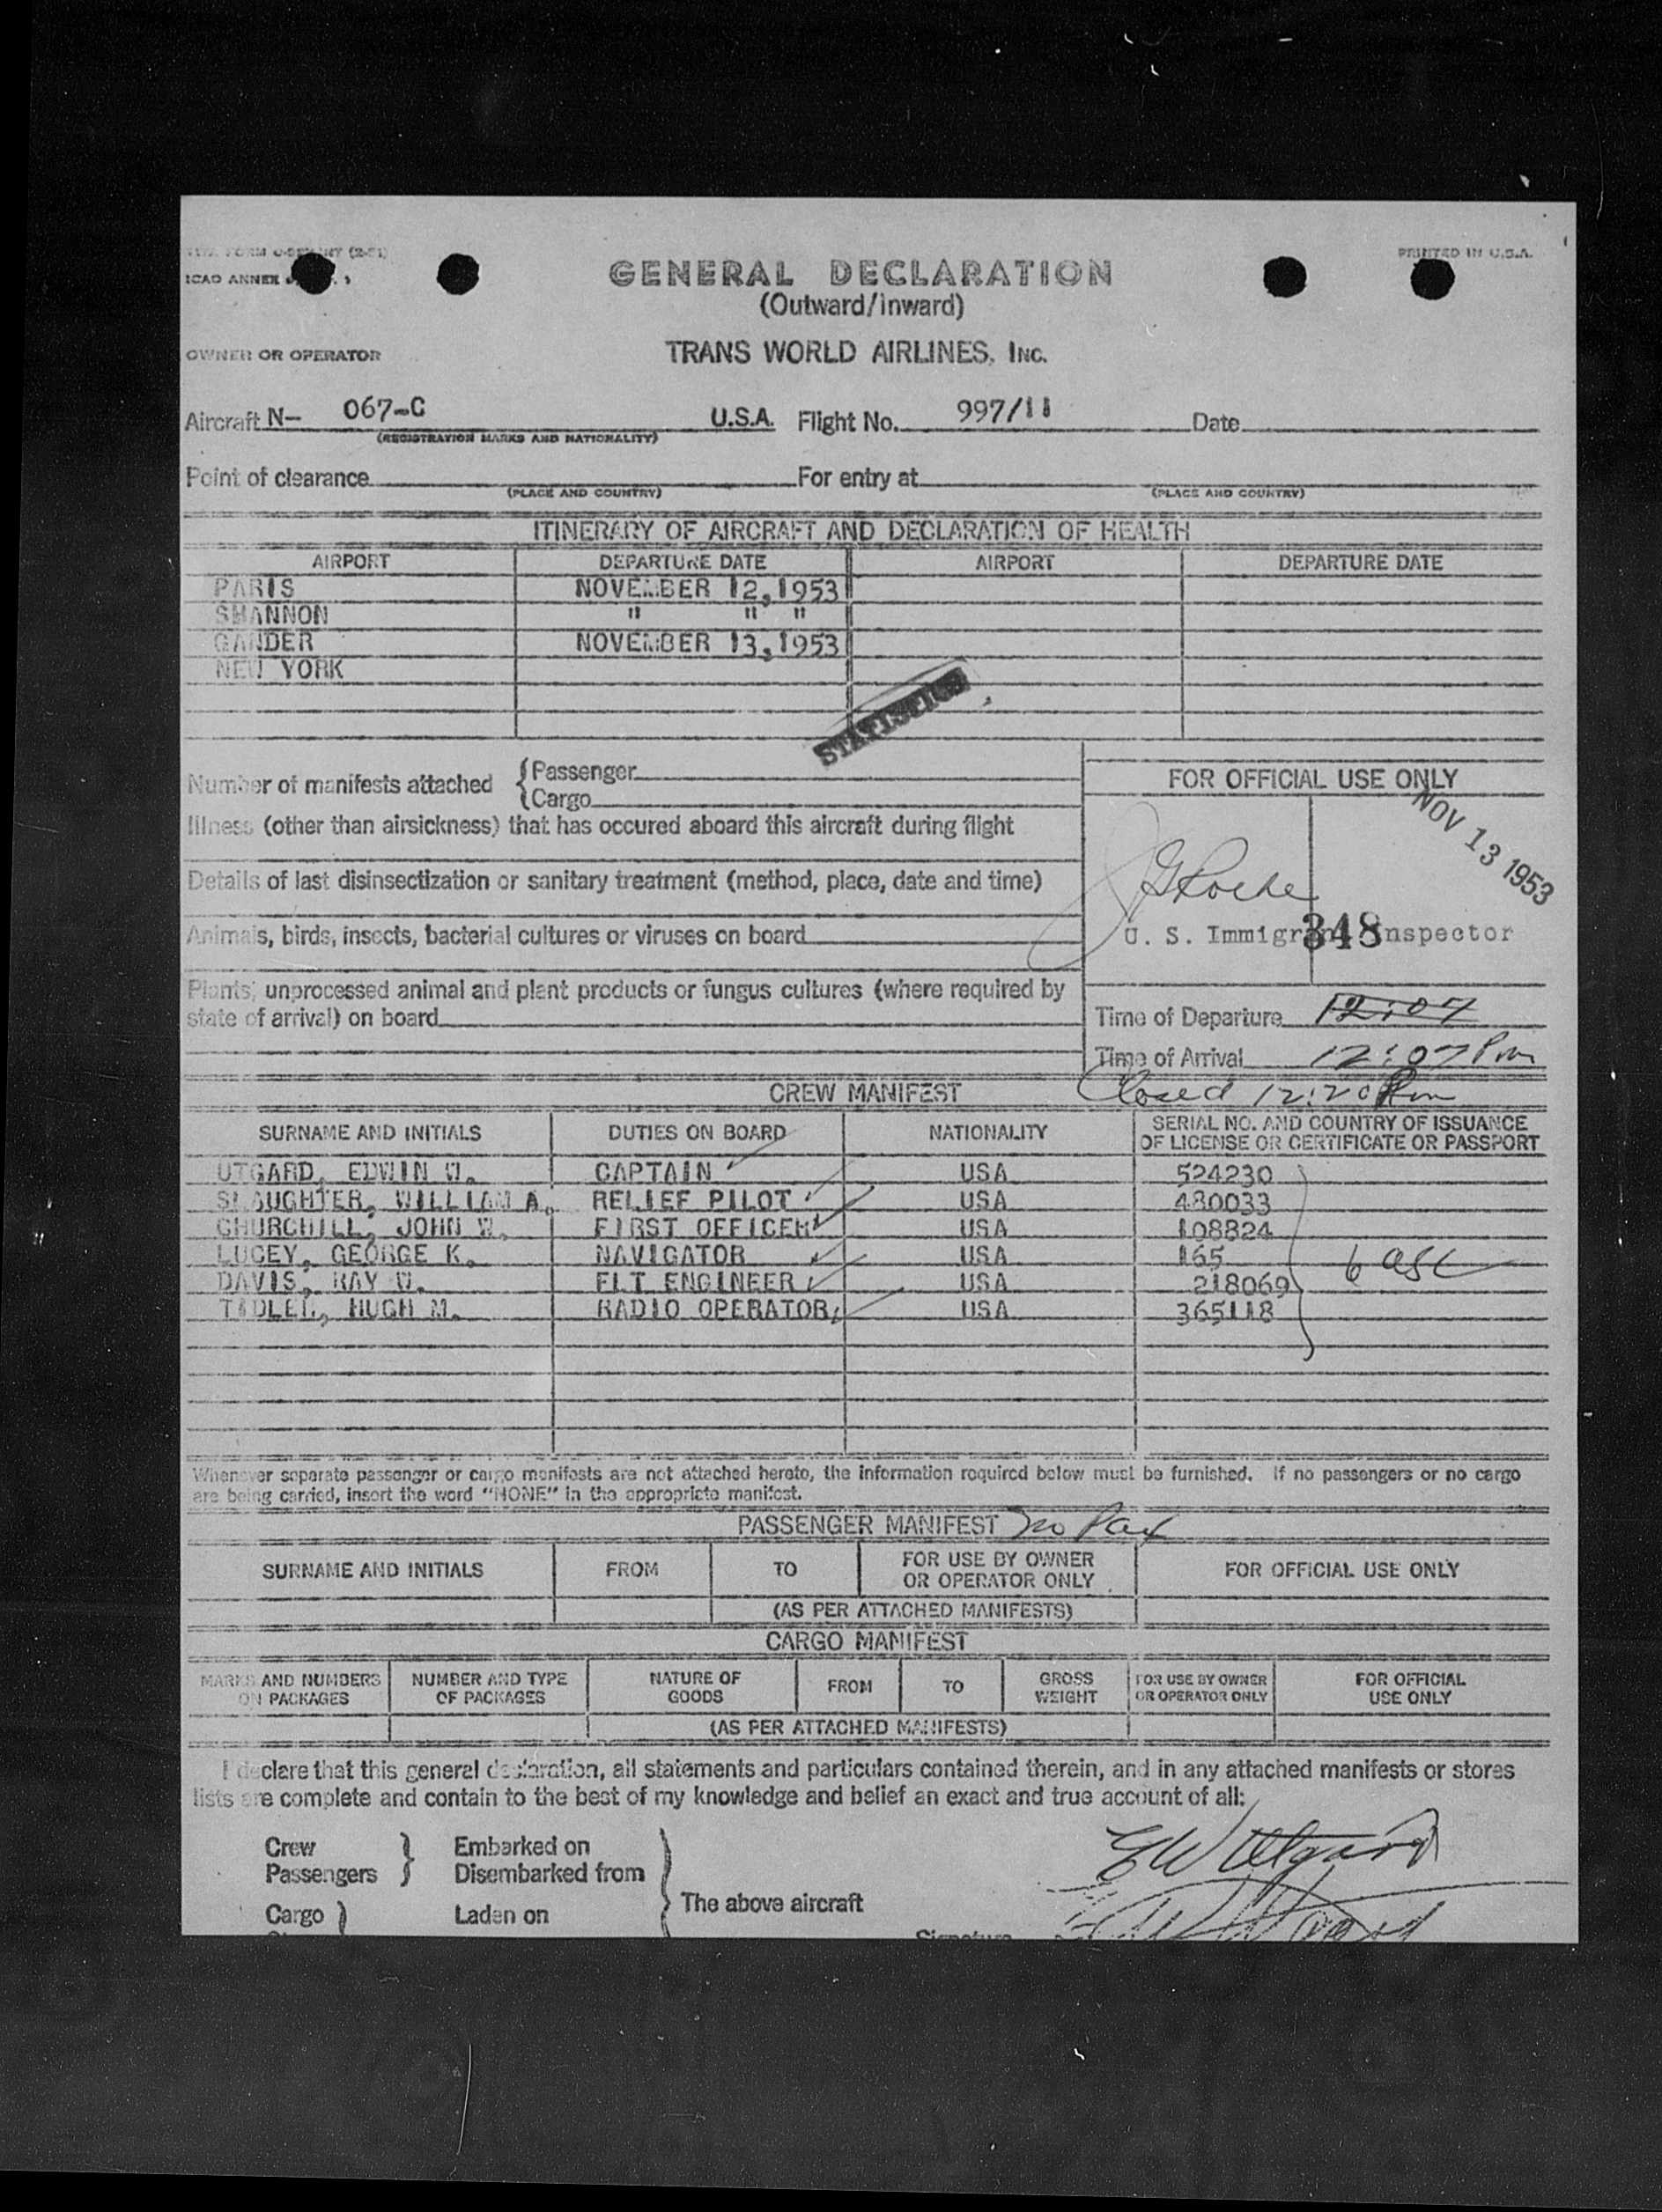 PRINTED IN U.S.A.
ICAO ANNEX
GENERAL DECLARATION
(Outward/inward)
OWNER OR OPERATOR
TRANS WORLD AIRLINES, INC.
Aircraft N- 067-C U.S.A. Flight No. 997/11 Date
(REGISTRATION MARKS AND NATIONALITY)
Point of clearance For entry at
(PLACE AND COUNTRY) (PLACE AND COUNTRY)
ITINERARY OF AIRCRAFT AND DECLARATION OF HEALTH
AIRPORT DEPARTURE DATE AIRPORT DEPARTURE DATE
PARIS NOVEMBER 12,1953
SHANNON " " "
GANDER NOVEMBER 13,1953
NEW YORK
STATISTICS
Number of manifests attached {Passenger
{Cargo
FOR OFFICIAL USE ONLY
NOV 13 1953
Illness (other than airsickness) that has occured aboard this aircraft during flight
Details of last disinsectization or sanitary treatment (method, place, date and time)
Animals, birds, insects, bacterial cultures or viruses on board
U. S. Immigrant Inspector
348
Plants, unprocessed animal and plant products or fungus cultures (where required by
state of arrival) on board
Time of Departure 12:07
Time of Arrival 12:07 Pm
CREW MANIFEST Closed 12:20 Pm
SURNAME AND INITIALS DUTIES ON BOARD NATIONALITY SERIAL NO. AND COUNTRY OF ISSUANCE
OF LICENSE OR CERTIFICATE OR PASSPORT
UTGARD, EDWIN W. CAPTAIN USA 524230
SLAUGHTER, WILLIAM A. RELIEF PILOT USA 480033
CHURCHILL, JOHN W. FIRST OFFICER USA 108824
LUCEY, GEORGE K. NAVIGATOR USA 165
DAVIS, RAY W. FLT ENGINEER USA 218069
HUGH M. RADIO OPERATOR USA 365118
6 USC
Whenever separate passenger or cargo manifests are not attached hereto, the information required below must be furnished. If no passengers or no cargo
are being carried, insert the word "NONE" in the appropriate manifest.
PASSENGER MANIFEST no Pax
SURNAME AND INITIALS FROM TO FOR USE BY OWNER
OR OPERATOR ONLY FOR OFFICIAL USE ONLY
(AS PER ATTACHED MANIFESTS)
CARGO MANIFEST
MARKS AND NUMBERS
ON PACKAGES NUMBER AND TYPE
OF PACKAGES NATURE OF
GOODS FROM TO GROSS
WEIGHT FOR USE BY OWNER
OR OPERATOR ONLY FOR OFFICIAL
USE ONLY
(AS PER ATTACHED MANIFESTS)
I declare that this general declaration, all statements and particulars contained therein, and in any attached manifests or stores
lists are complete and contain to the best of my knowledge and belief an exact and true account of all:
Crew } Embarked on
Passengers Disembarked from
EW Utgard
The above aircraft
Cargo } Laden on
Signature